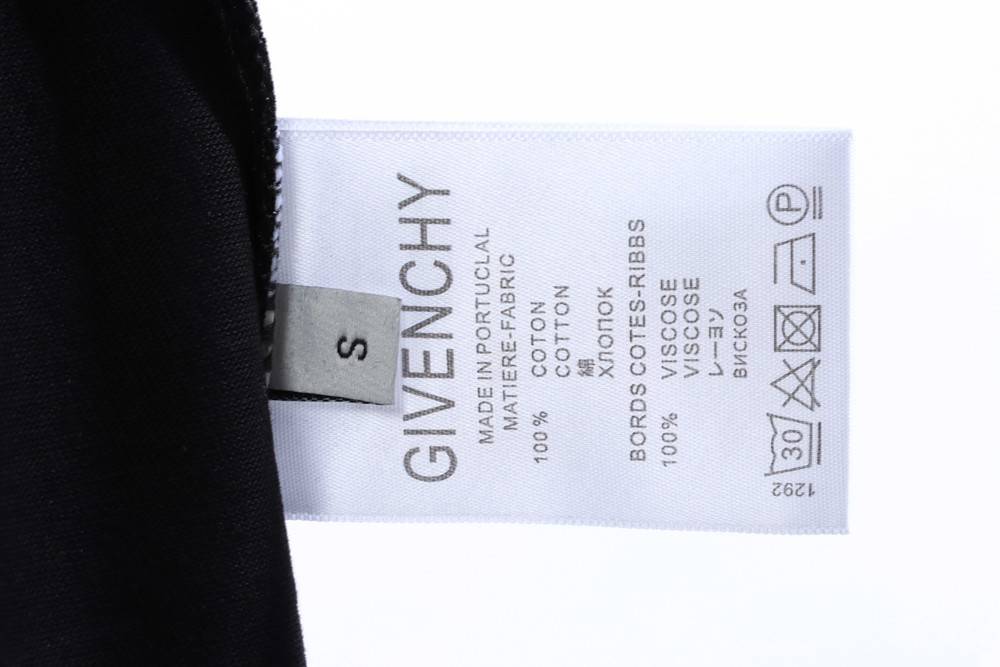 GIVENCHY
S
MADE IN PORTUCLAL
MATIERE-FABRIC
100% COTON
COTTON
綿
ХЛОПОК
BORDS COTES-RIBBS
100% VISCOSE
VISCOSE
レーヨン
ВИСКОЗА
30
P
1292